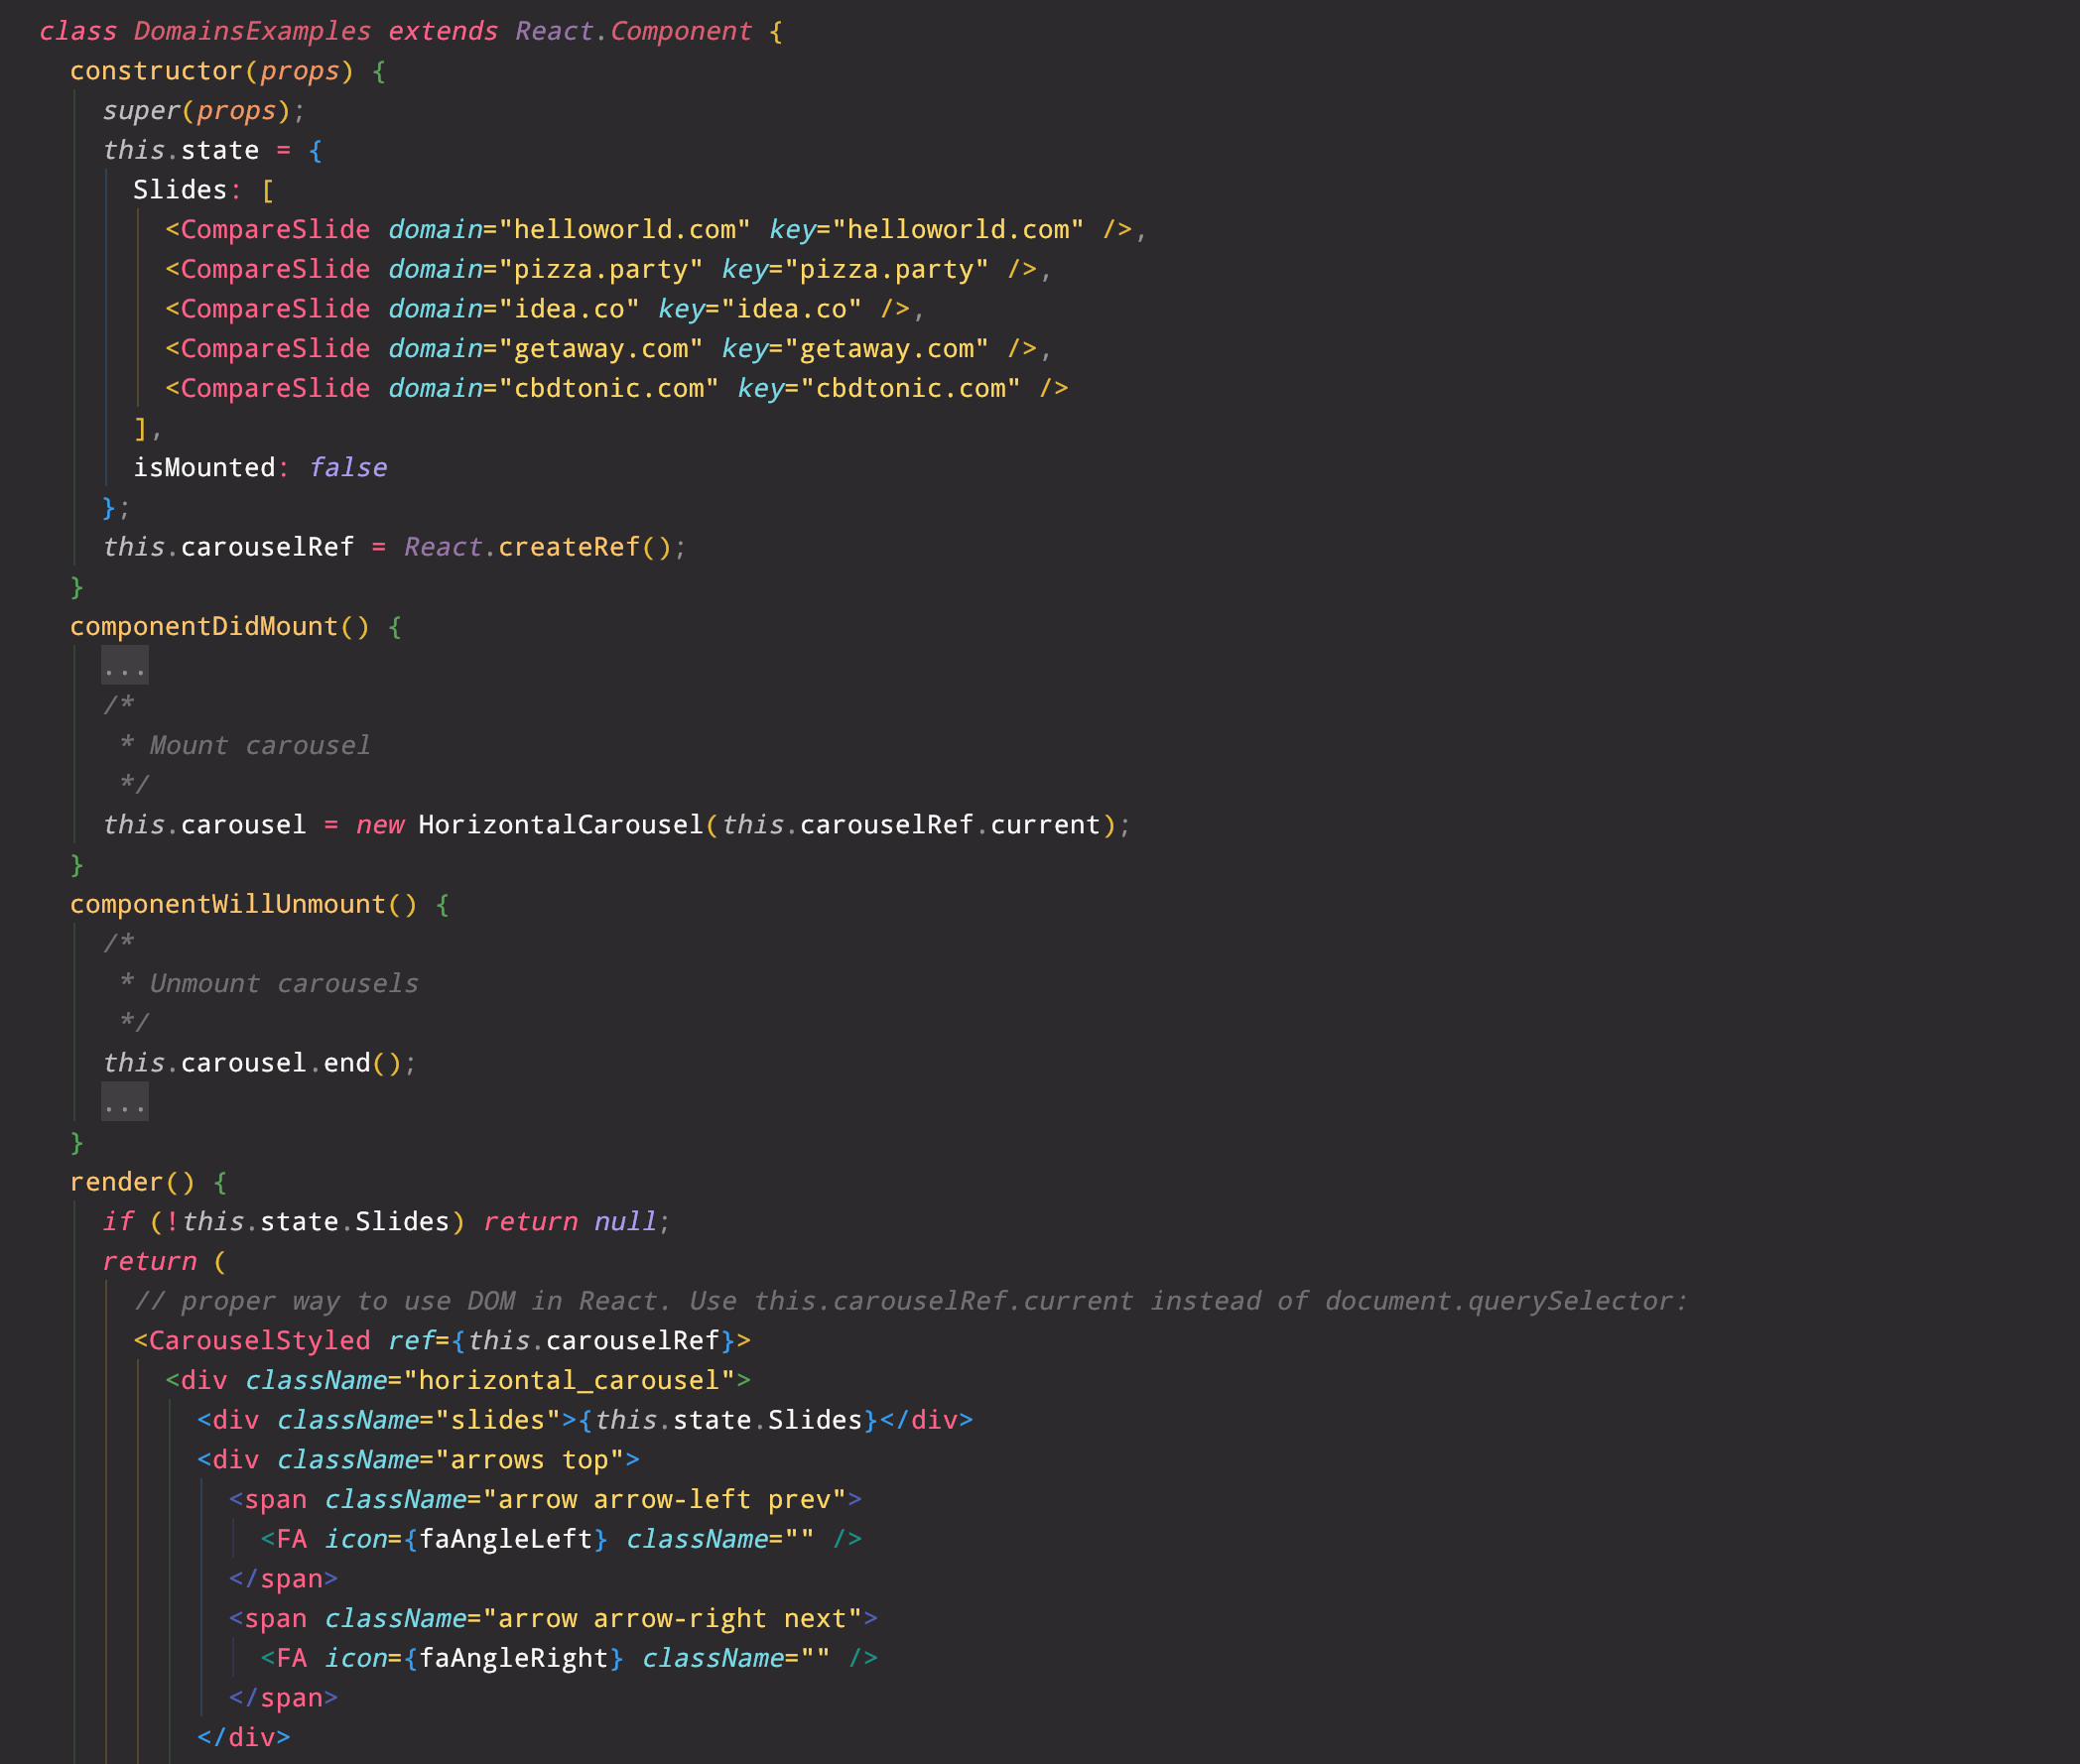 class DomainsExamples extends React.Component {
constructor(props) {
super(props);
this.state = {
Slides: [
<CompareSlide domain="helloworld.com" key="helloworld.com" />,
<CompareSlide domain="pizza.party" key="pizza.party" />,
<CompareSlide domain="idea.co" key="idea.co" />,
<CompareSlide domain="getaway.com" key="getaway.com" />,
<CompareSlide domain="cbdtonic.com" key="cbdtonic.com" />
],
isMounted: false
};
this.carouselRef = React.createRef();
}
componentDidMount() {
...
/*
* Mount carousel
*/
this.carousel = new HorizontalCarousel(this.carouselRef.current);
}
componentWillUnmount() {
/*
* Unmount carousels
*/
this.carousel.end();
...
}
render() {
if (!this.state.Slides) return null;
return (
// proper way to use DOM in React. Use this.carouselRef.current instead of document.querySelector:
<CarouselStyled ref={this.carouselRef}>
<div className="horizontal_carousel">
<div className="slides">{this.state.Slides}</div>
<div className="arrows top">
<span className="arrow arrow-left prev">
<FA icon={faAngleLeft} className="" />
</span>
<span className="arrow arrow-right next">
<FA icon={faAngleRight} className="" />
</span>
</div>